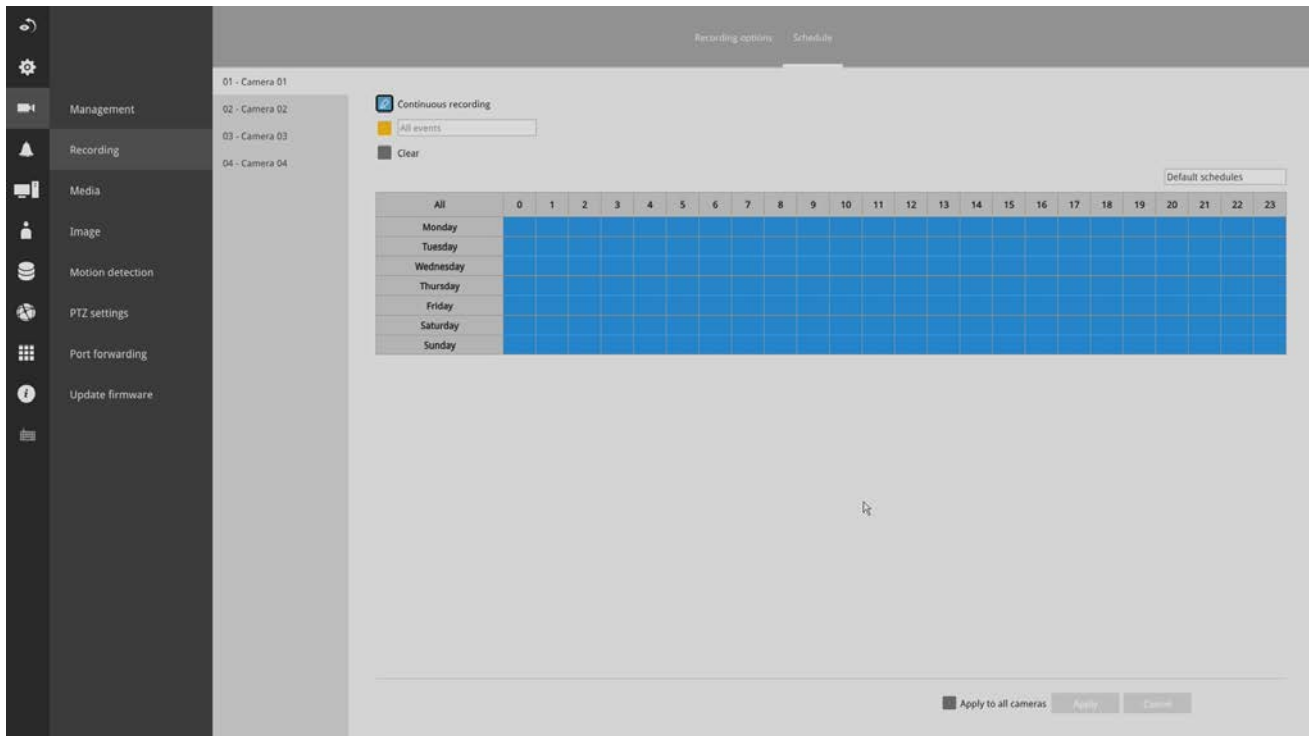 Recording options Schedule
Management
Recording
Media
Image
Motion detection
PTZ settings
Port forwarding
Update firmware
01 - Camera 01
02 - Camera 02
03 - Camera 03
04 - Camera 04
Continuous recording
All events
Clear
Default schedules
All 0 1 2 3 4 5 6 7 8 9 10 11 12 13 14 15 16 17 18 19 20 21 22 23
Monday
Tuesday
Wednesday
Thursday
Friday
Saturday
Sunday
Apply to all cameras Apply Cancel